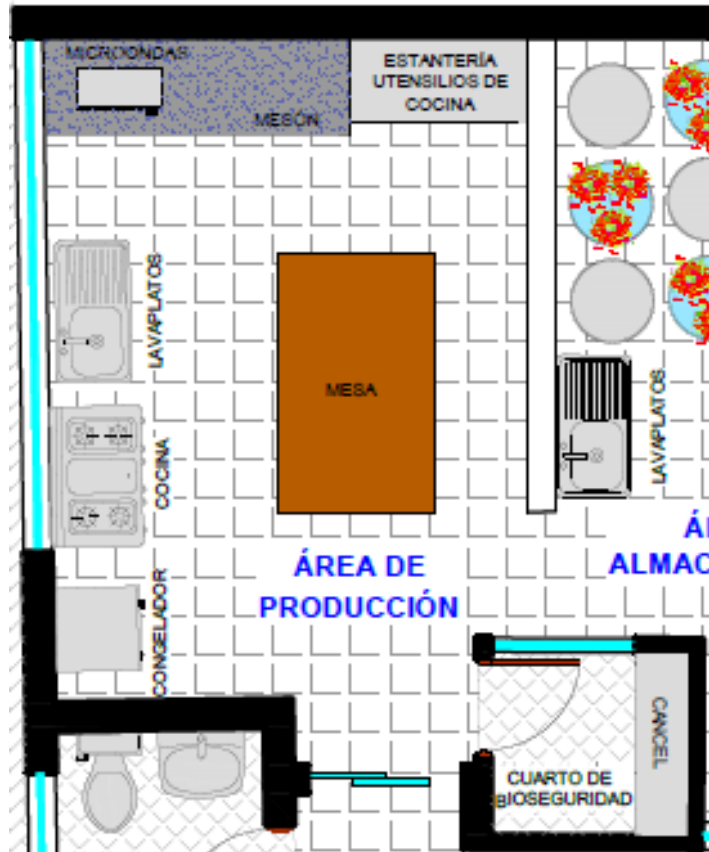 MICROONDAS
MESÓN
ESTANTERÍA
UTENSILIOS DE
COCINA
LAVAPLATOS
MESA
LAVAPLATOS
COCINA
ÁREA DE
PRODUCCIÓN
CONGELADOR
CANCEL
CUARTO DE
BIOSEGURIDAD